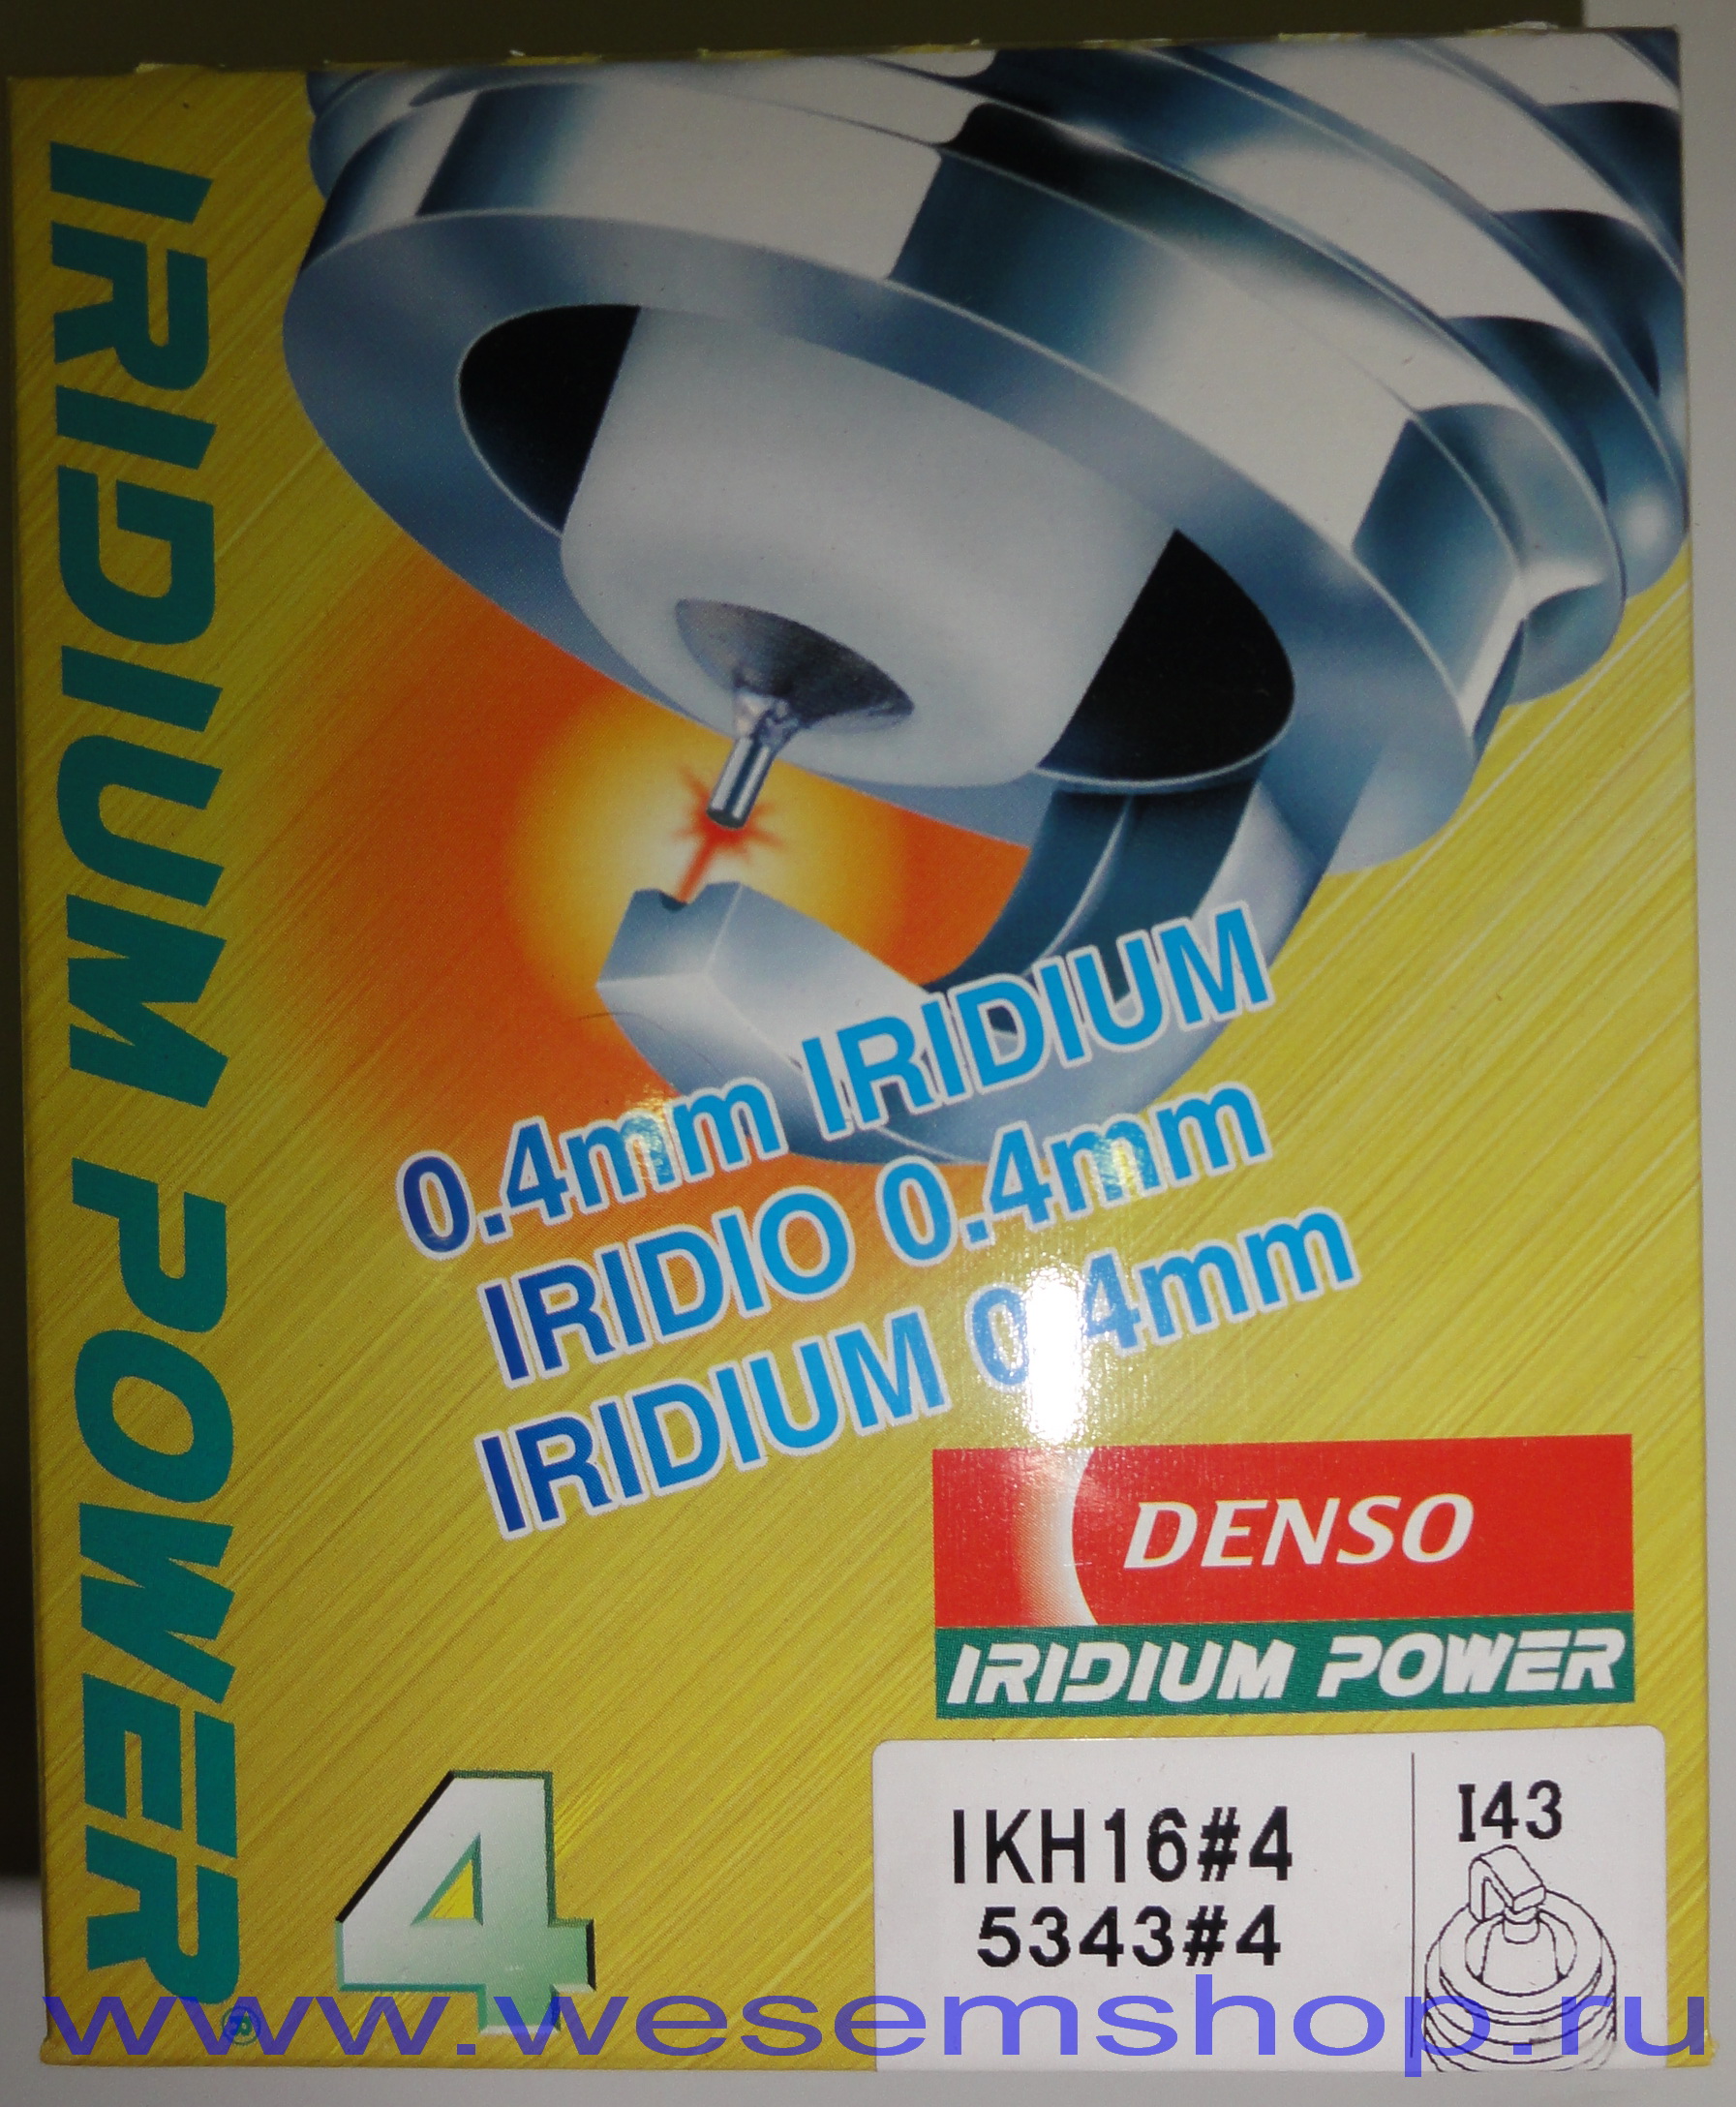 IRIDIUM POWER
®
0.4mm IRIDIUM
IRIDIO 0.4mm
IRIDIUM 0.4mm
DENSO
IRIDIUM POWER
4
IKH16#4
5343#4
I43
www.wesemshop.ru